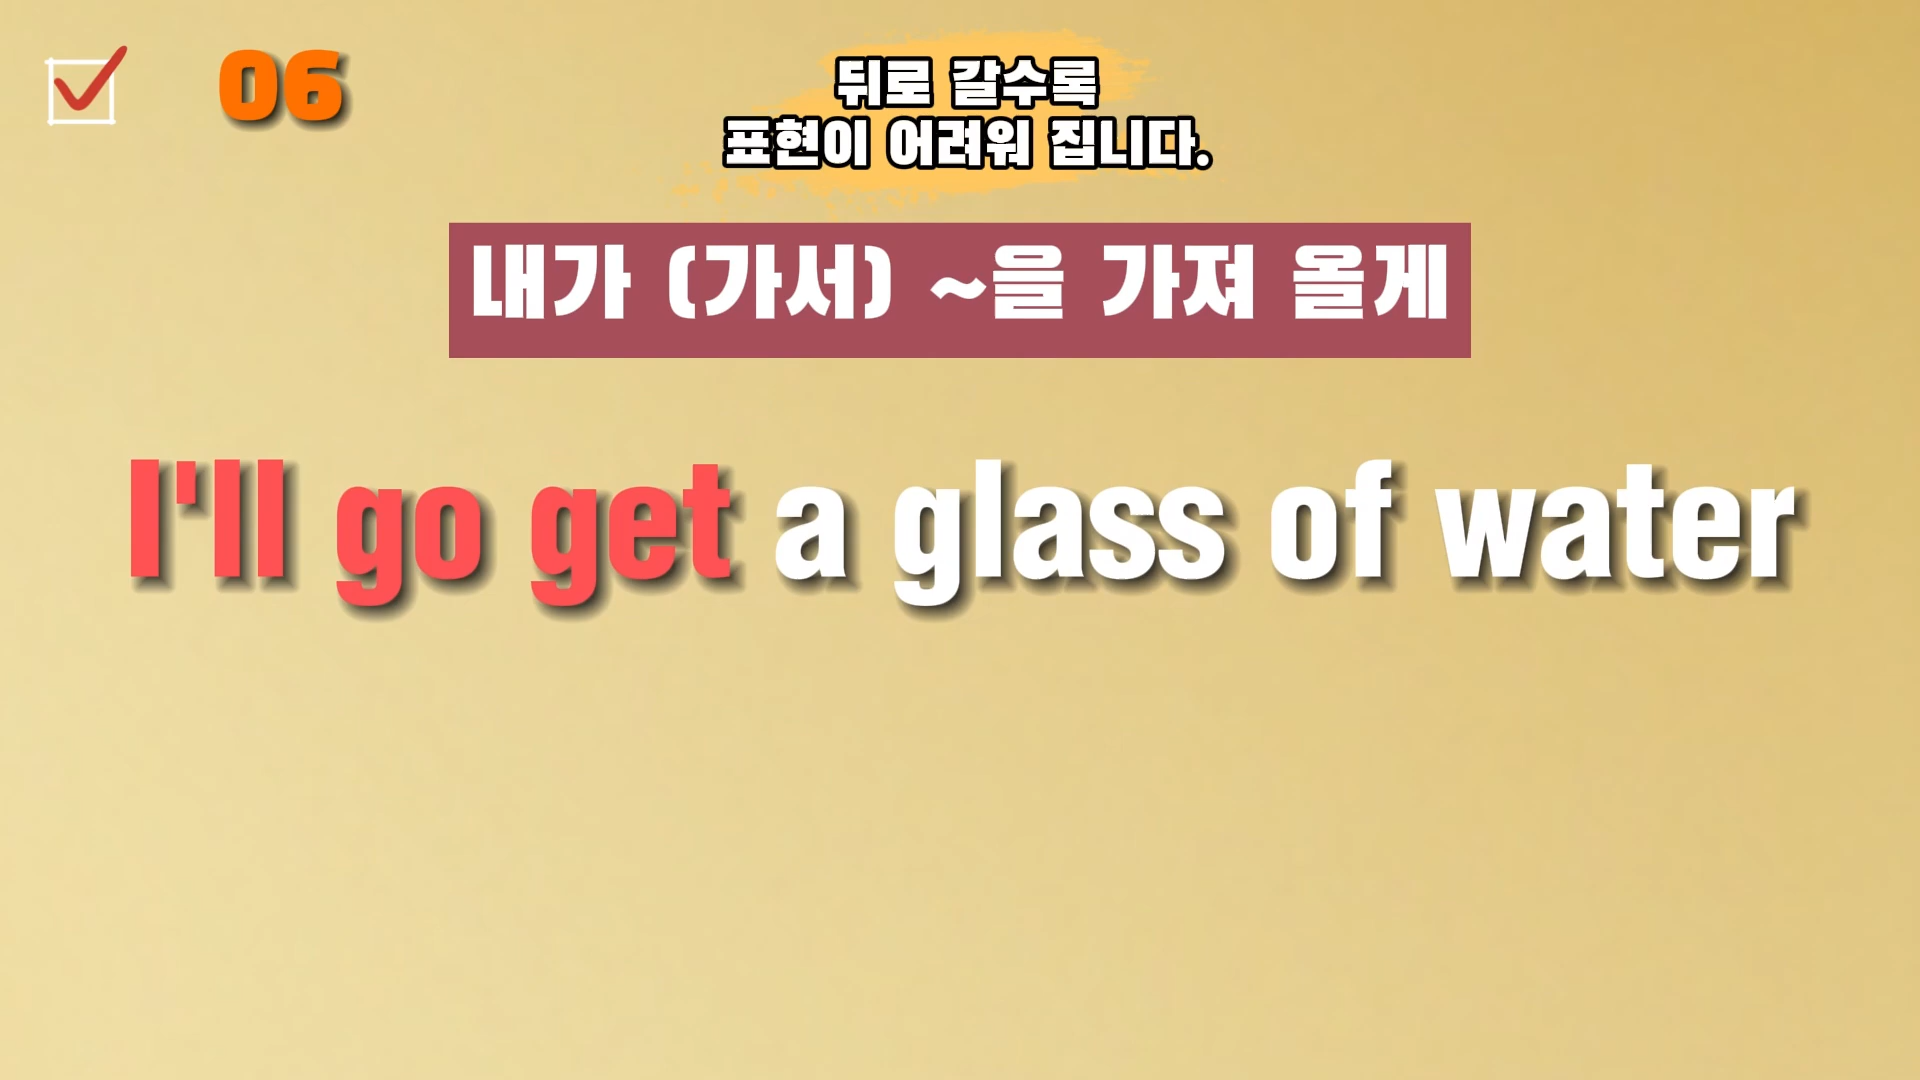 06
뒤로 갈수록
표현이 어려워 집니다.
내가 (가서) ~을 가져 올게
I'll go get a glass of water